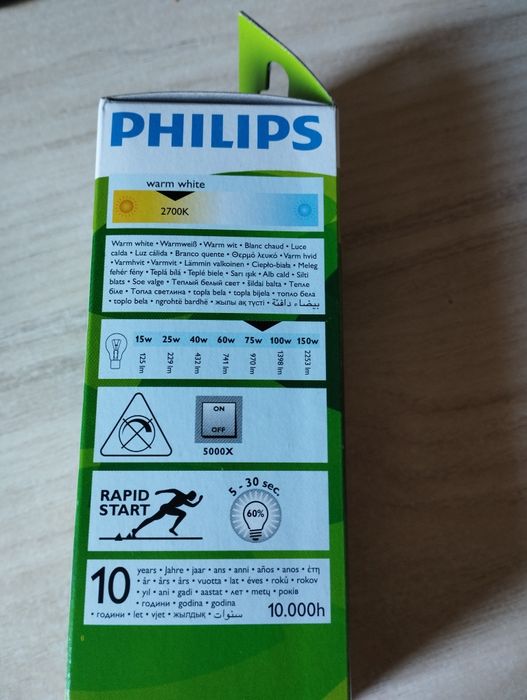 PHILIPS
warm white
2700K
Warm white • Warmweiß • Warm wit • Blanc chaud • Luce
calda • Luz cálida • Branco quente • Θερμό λευκό • Varm hvid
• Varmhvit • Varmvit • Lämmin valkoinen • Ciepło-biała • Meleg
fehér fény • Teplá bílá • Teplé biele • Sarı ışık • Alb cald • Silti
balts • Soe valge • Теплый белый свет • šildai balta • Тепле
біле • Топла светлина • topla bela • topla bijela • топло бела
• toplo bela • ngrohtë bardhë • жылы ақ түсті • بيضاء دافئة
15w 25w 40w 60w 75w 100w 150w
125 lm 229 lm 432 lm 741 lm 970 lm 1398 lm 2253 lm
ON
OFF
5000X
RAPID
START
5 - 30 sec.
60%
10 years • Jahre • jaar • ans • anni • años • anos • έτη
• år • års • års • vuotta • lat • éves • roků • rokov
• yıl • ani • gadi • aastat • лет • metų • років
• години • godina • godina
• години • let • vjet • жылдық • سنوات
10.000h
6